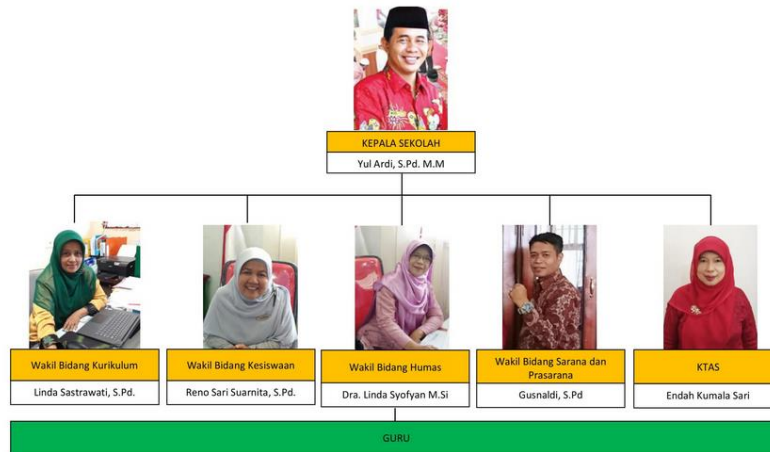 KEPALA SEKOLAH
Yul Ardi, S.Pd. M.M
Wakil Bidang Kurikulum
Linda Sastrawati, S.Pd.
Wakil Bidang Kesiswaan
Reno Sari Suarnita, S.Pd.
Wakil Bidang Humas
Dra. Linda Syofyan M.Si
Wakil Bidang Sarana dan
Prasarana
Gusnaldi, S.Pd
KTAS
Endah Kumala Sari
GURU